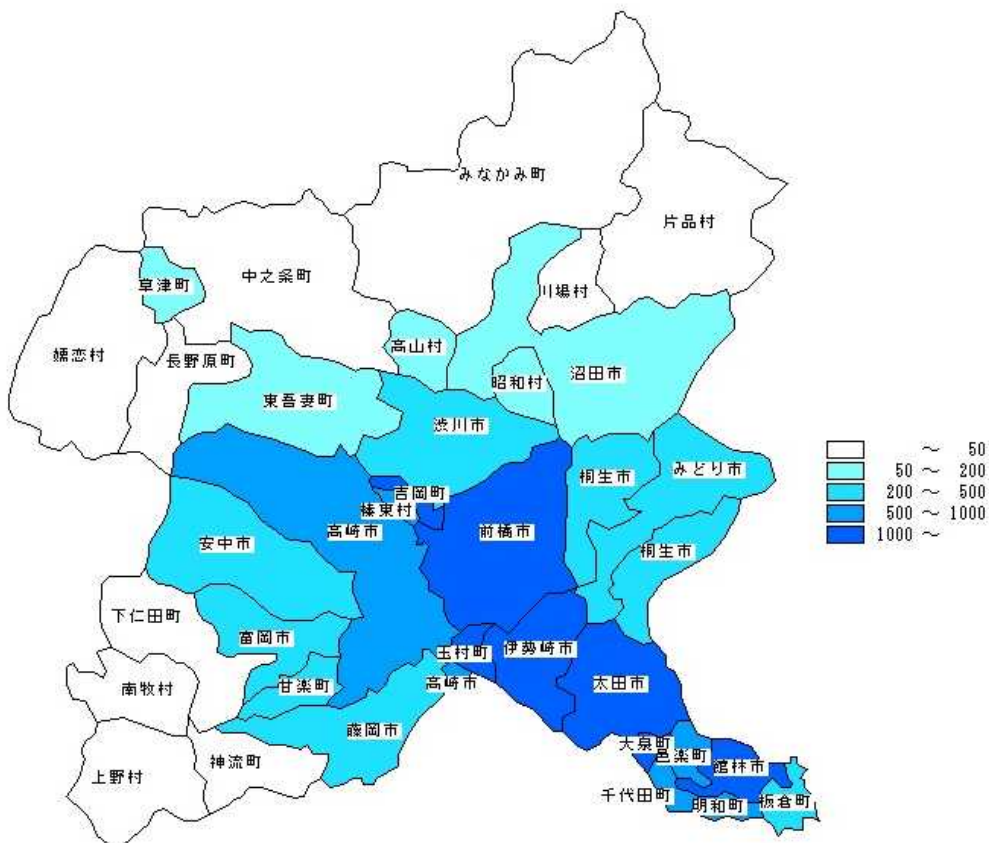 みなかみ町
片品村
中之条町
草津町
川場村
高山村
嬬恋村
長野原町
昭和村
沼田市
東吾妻町
渋川市
～ 50
50 ～ 200
200 ～ 500
500 ～ 1000
1000 ～
桐生市
みどり市
吉岡町
榛東村
高崎市
前橋市
安中市
桐生市
下仁田町
富岡市
玉村町
伊勢崎市
南牧村
甘楽町
高崎市
太田市
藤岡市
大泉町
邑楽町
館林市
神流町
上野村
千代田町
明和町
板倉町